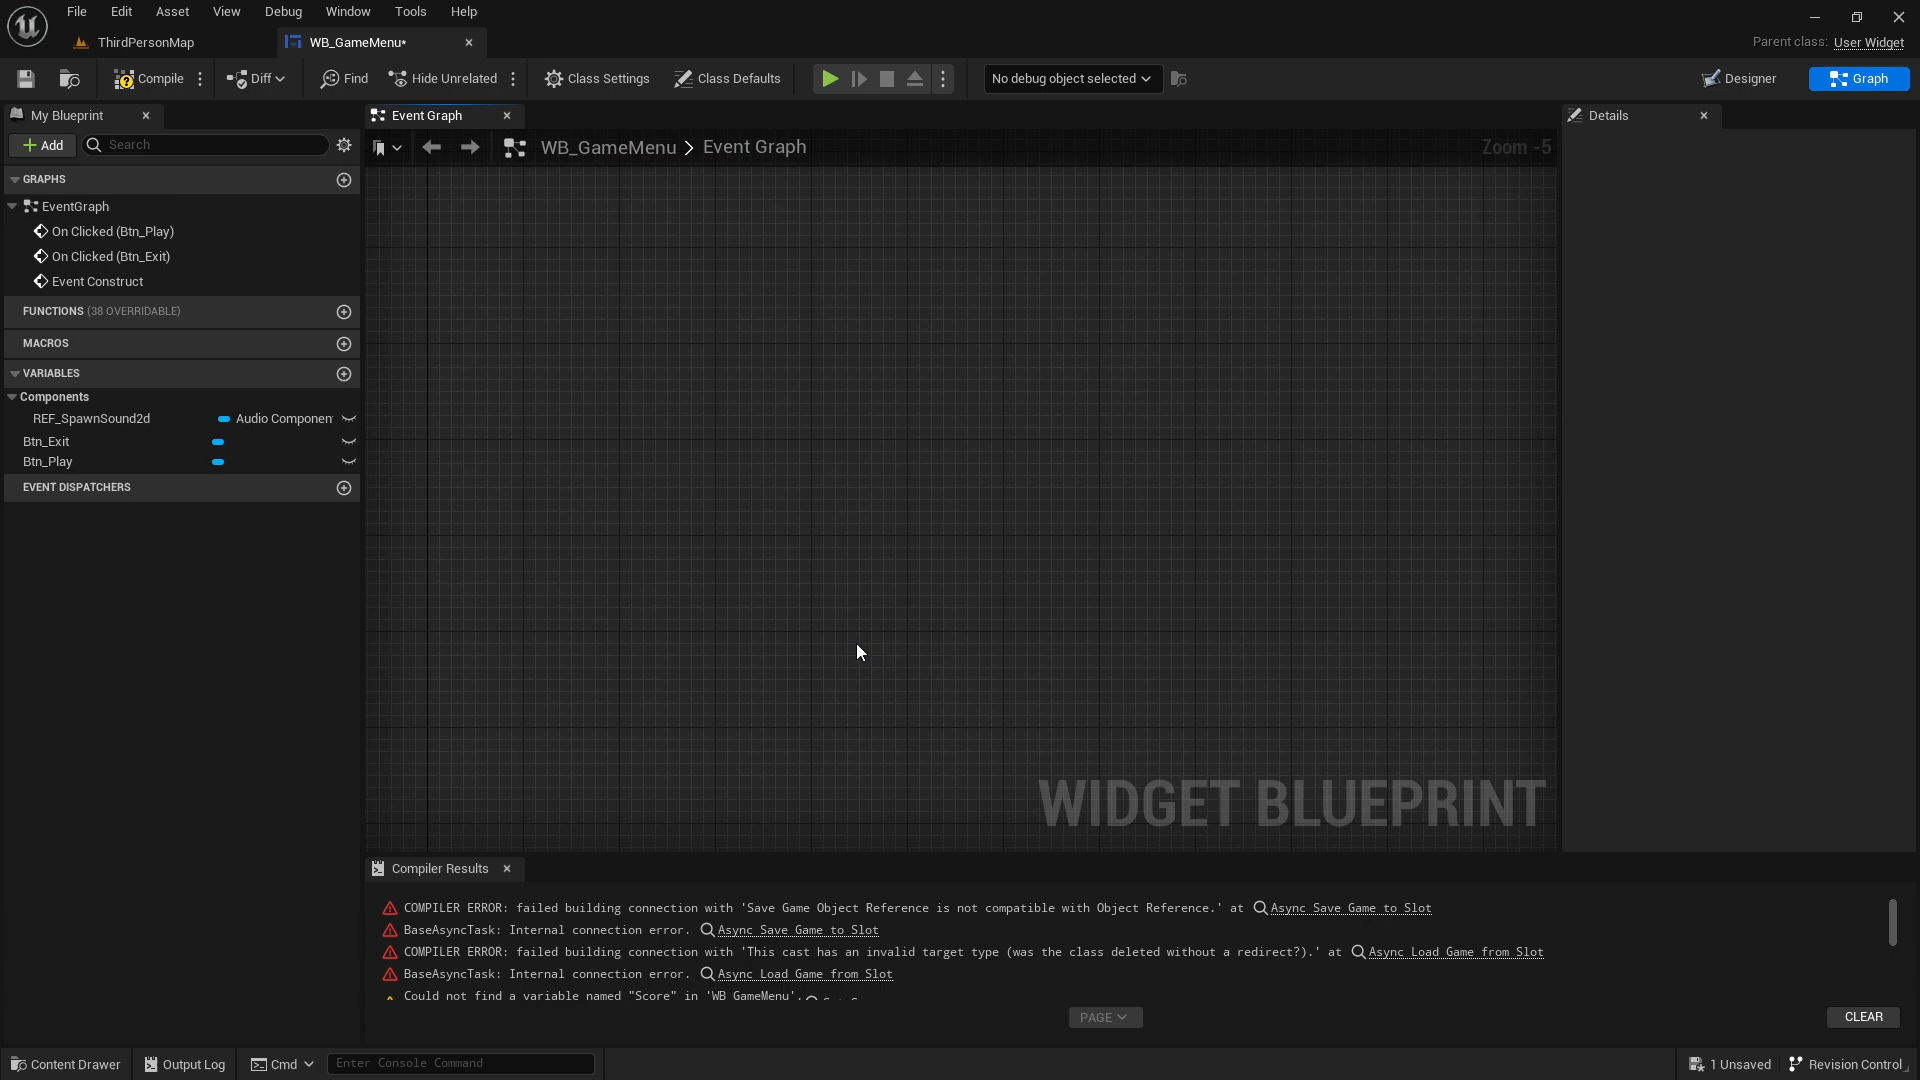 File Edit Asset View Debug Window Tools Help
ThirdPersonMap WB_GameMenu*
Parent class: User Widget
Compile Diff Find Hide Unrelated Class Settings Class Defaults No debug object selected Designer Graph
My Blueprint Event Graph Details
Add Search
WB_GameMenu > Event Graph Zoom -5
GRAPHS
EventGraph
On Clicked (Btn_Play)
On Clicked (Btn_Exit)
Event Construct
FUNCTIONS (38 OVERRIDABLE)
MACROS
VARIABLES
Components
REF_SpawnSound2d Audio Componen
Btn_Exit
Btn_Play
EVENT DISPATCHERS
WIDGET BLUEPRINT
Compiler Results
COMPILER ERROR: failed building connection with 'Save Game Object Reference is not compatible with Object Reference.' at Async Save Game to Slot
BaseAsyncTask: Internal connection error. Async Save Game to Slot
COMPILER ERROR: failed building connection with 'This cast has an invalid target type (was the class deleted without a redirect?).' at Async Load Game from Slot
BaseAsyncTask: Internal connection error. Async Load Game from Slot
Could not find a variable named "Score" in 'WB_GameMenu'.
PAGE CLEAR
Content Drawer Output Log Cmd Enter Console Command 1 Unsaved Revision Control